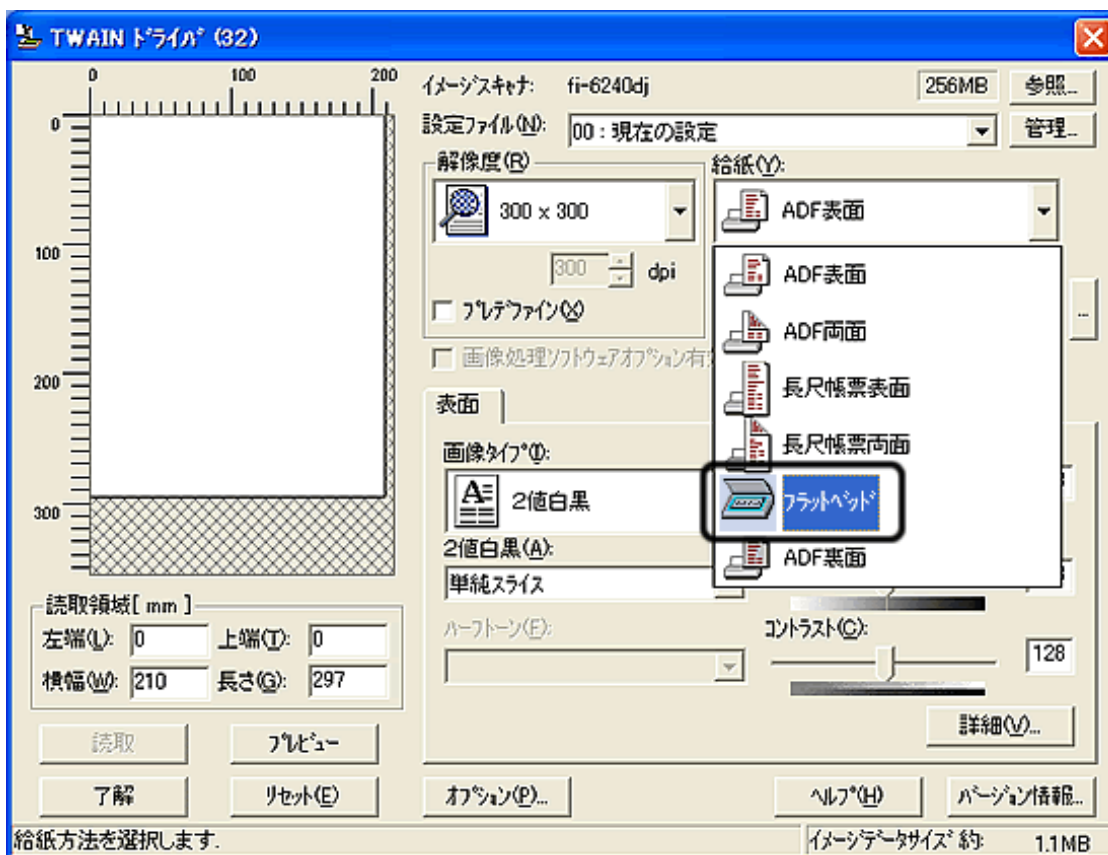 TWAIN ﾄﾞﾗｲﾊﾞ (32)
0 100 200
0
100
200
300
ｲﾒｰｼﾞｽｷｬﾅ: fi-6240dj 256MB 参照...
設定ﾌｧｲﾙ(N): 00 : 現在の設定 管理...
解像度(R)
300 x 300
300 dpi
ﾌﾟﾚﾃﾞﾌｧｲﾝ(X)
給紙(Y):
ADF表面
ADF表面
ADF両面
長尺帳票表面
長尺帳票両面
ﾌﾗｯﾄﾍﾞｯﾄﾞ
ADF裏面
...
画像処理ｿﾌﾄｳｪｱｵﾌﾟｼｮﾝ有
表面
画像ﾀｲﾌﾟ(I):
2値白黒
2値白黒(A):
単純ｽﾗｲｽ
ﾊｰﾌﾄｰﾝ(F):
ｺﾝﾄﾗｽﾄ(C):
128
詳細(V)...
読取領域[ mm ]
左端(L): 0 上端(T): 0
横幅(W): 210 長さ(G): 297
読取 ﾌﾟﾚﾋﾞｭｰ
了解 ﾘｾｯﾄ(E) ｵﾌﾟｼｮﾝ(P)... ﾍﾙﾌﾟ(H) ﾊﾞｰｼﾞｮﾝ情報...
給紙方法を選択します. ｲﾒｰｼﾞﾃﾞｰﾀｻｲｽﾞ 約: 1.1MB